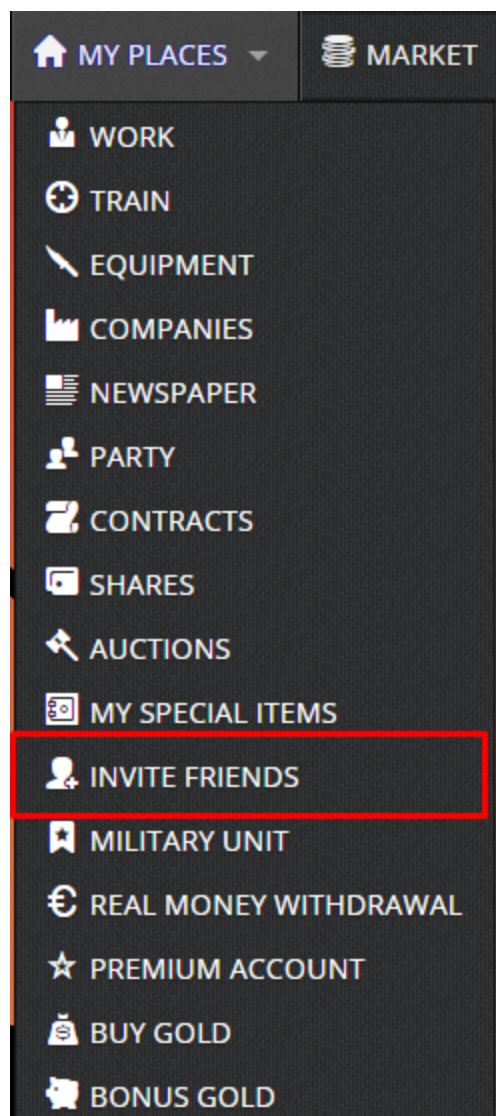 MY PLACES MARKET
WORK
TRAIN
EQUIPMENT
COMPANIES
NEWSPAPER
PARTY
CONTRACTS
SHARES
AUCTIONS
MY SPECIAL ITEMS
INVITE FRIENDS
MILITARY UNIT
€ REAL MONEY WITHDRAWAL
PREMIUM ACCOUNT
BUY GOLD
BONUS GOLD